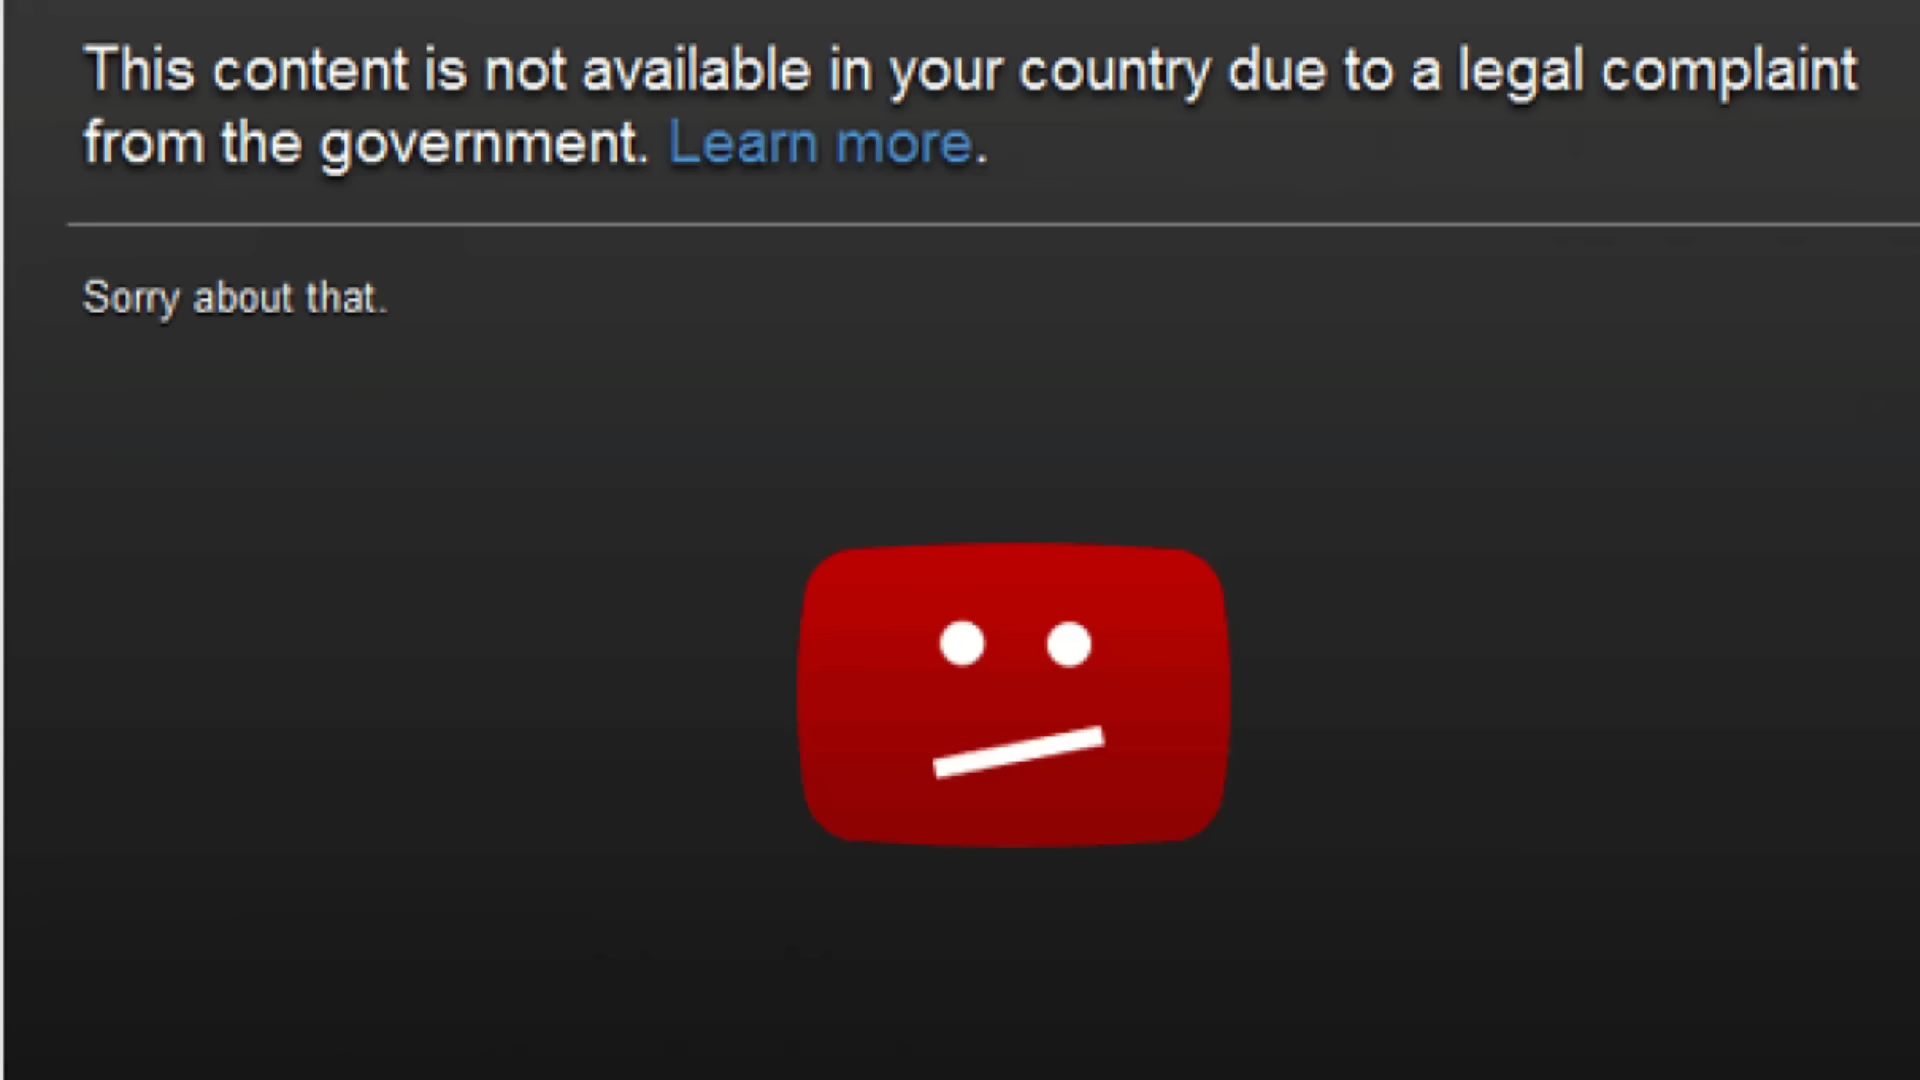 This content is not available in your country due to a legal complaint
from the government. Learn more.
Sorry about that.